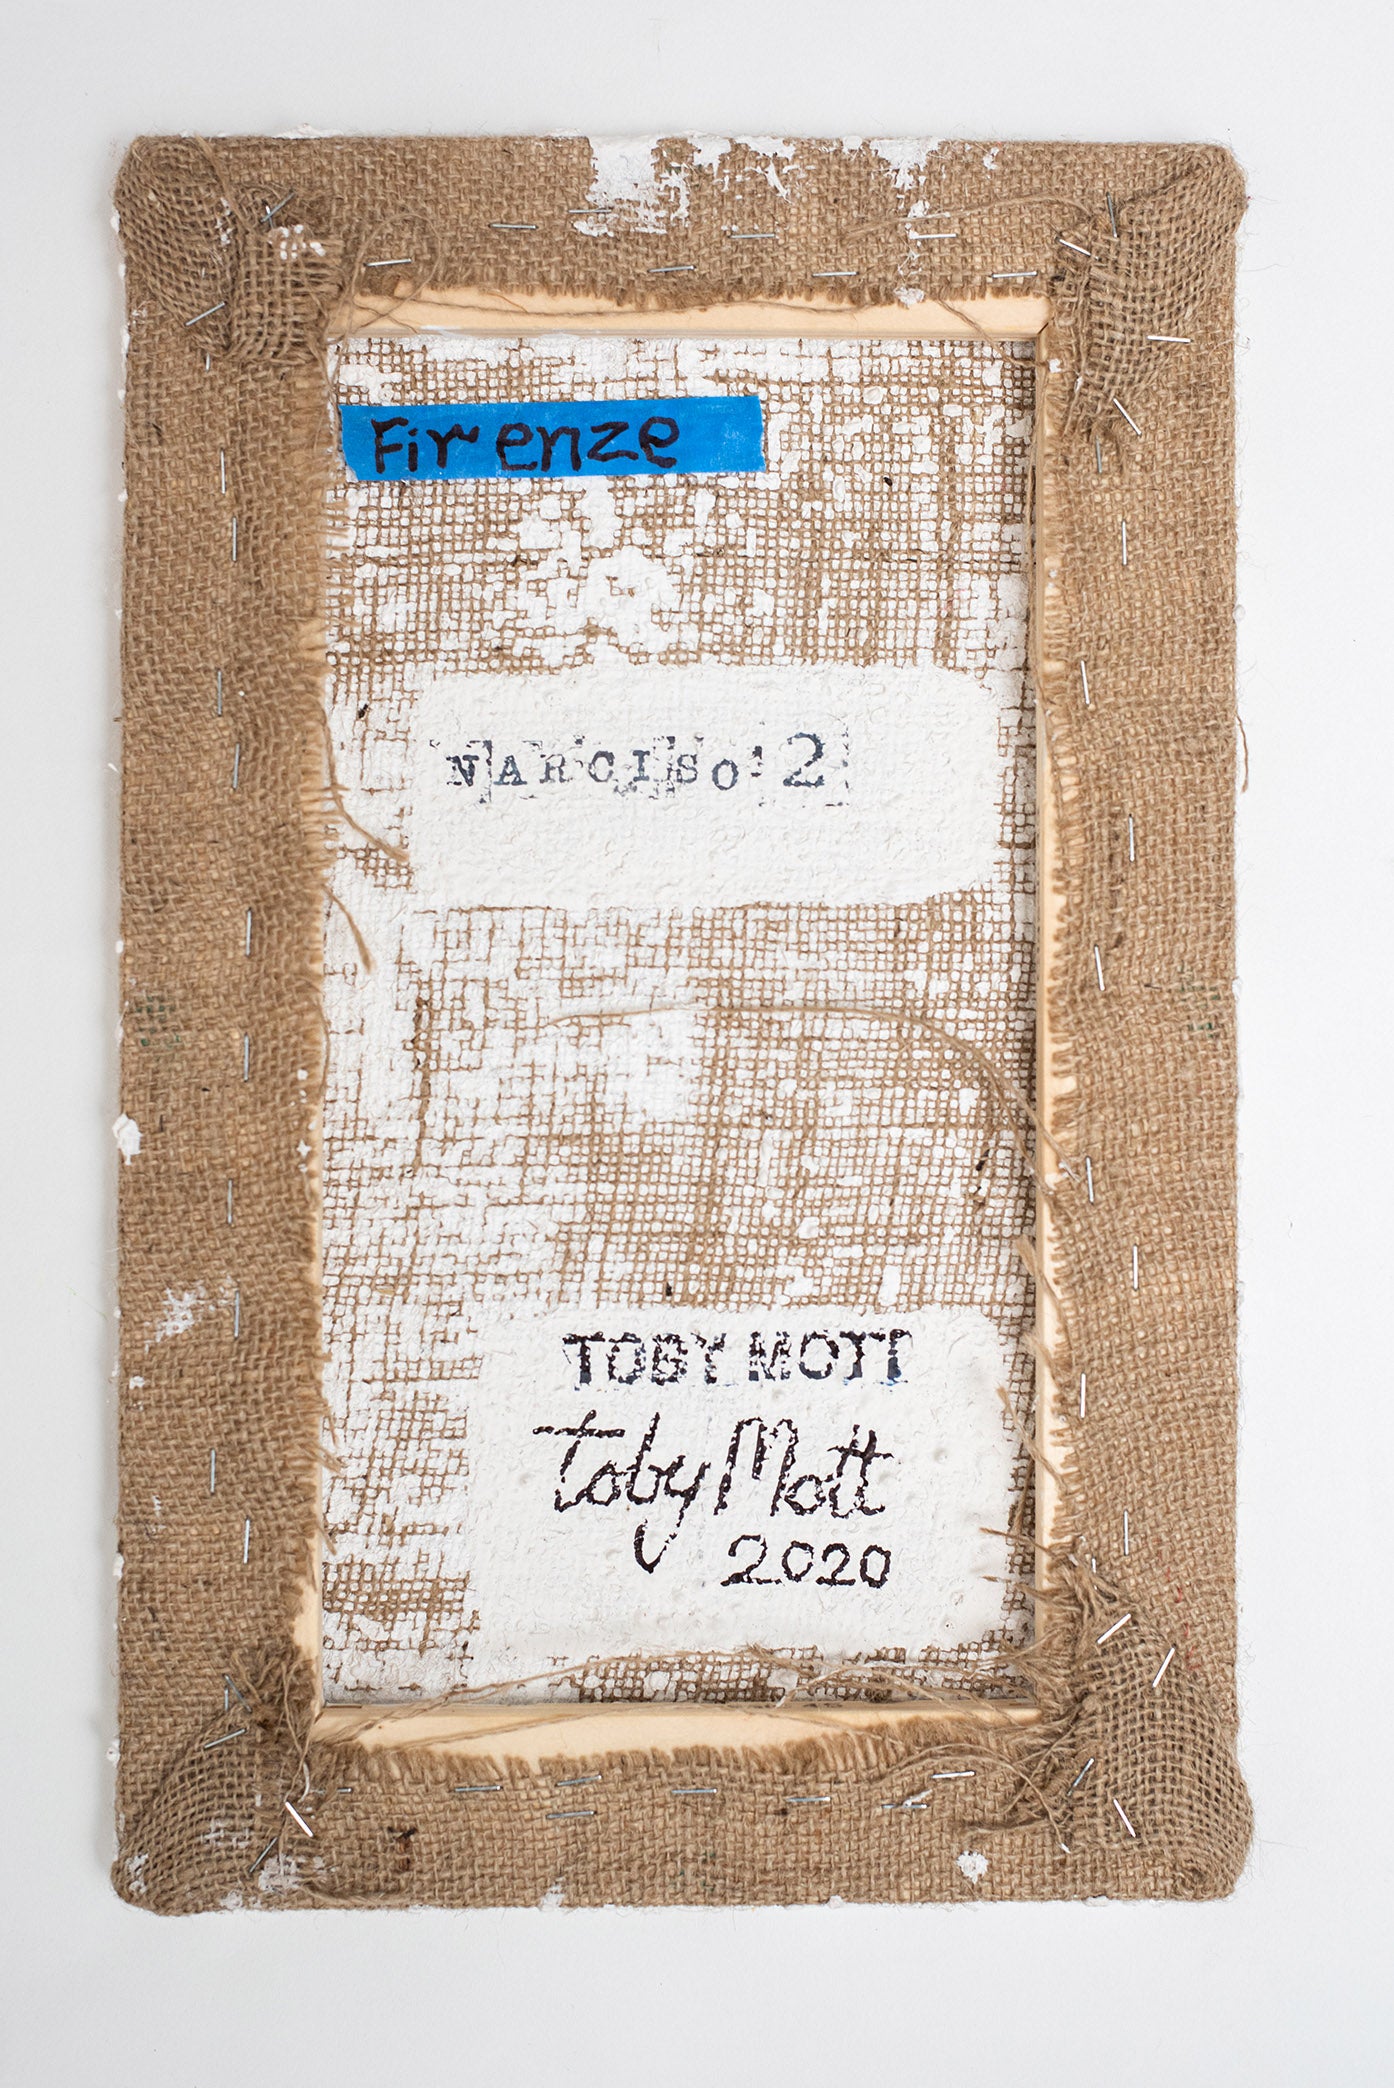 Firenze
NARCISO' 2
TOBY MOTT
Toby Mott
2020